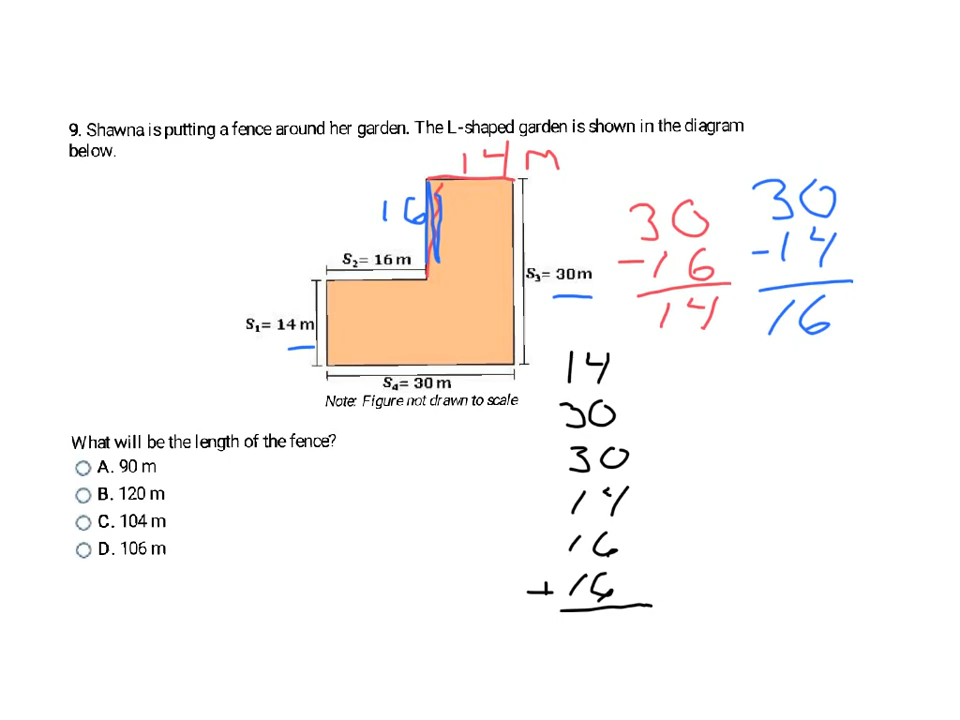 9. Shawna is putting a fence around her garden. The L-shaped garden is shown in the diagram
below.
14 m
16
S₂= 16 m
S₃= 30m
S₁= 14 m
S₄= 30 m
Note: Figure not drawn to scale
30
-16
14
30
-14
16
14
30
30
14
16
+16
What will be the length of the fence?
A. 90 m
B. 120 m
C. 104 m
D. 106 m